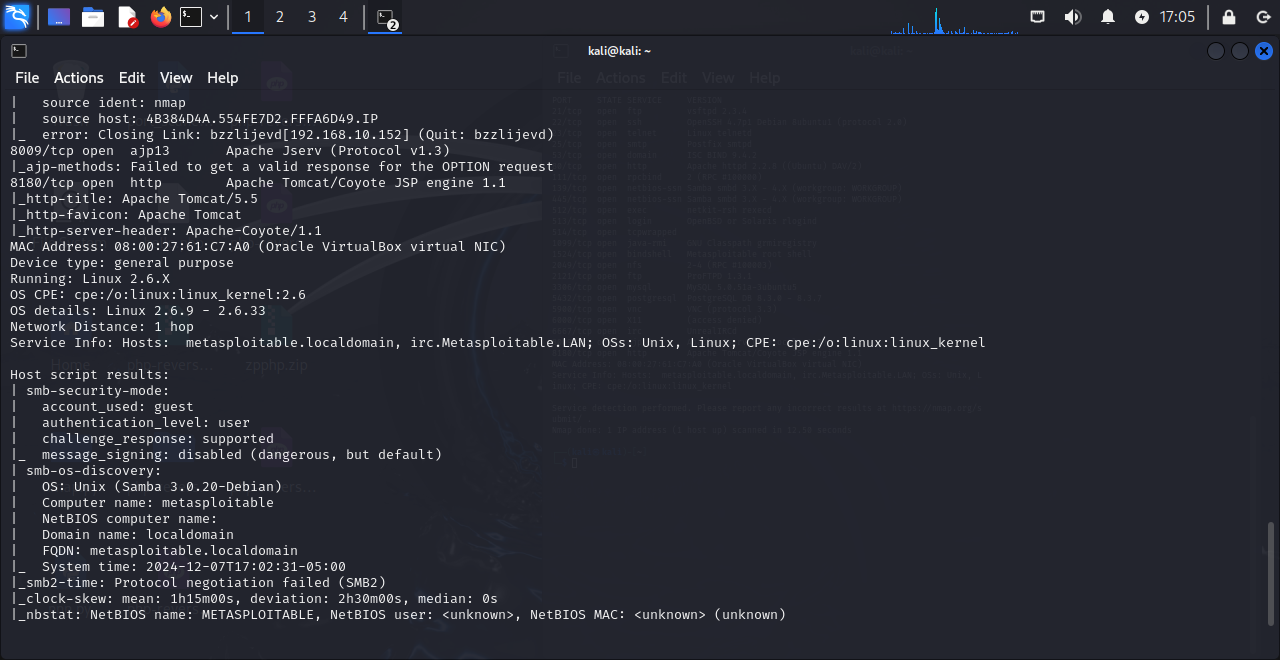 1 2 3 4 2 17:05
kali@kali: ~
File Actions Edit View Help
|   source ident: nmap
|   source host: 4B384D4A.554FE7D2.FFFA6D49.IP
|_  error: Closing Link: bzzlijevd[192.168.10.152] (Quit: bzzlijevd)
8009/tcp open  ajp13       Apache Jserv (Protocol v1.3)
|_ajp-methods: Failed to get a valid response for the OPTION request
8180/tcp open  http        Apache Tomcat/Coyote JSP engine 1.1
|_http-title: Apache Tomcat/5.5
|_http-favicon: Apache Tomcat
|_http-server-header: Apache-Coyote/1.1
MAC Address: 08:00:27:61:C7:A0 (Oracle VirtualBox virtual NIC)
Device type: general purpose
Running: Linux 2.6.X
OS CPE: cpe:/o:linux:linux_kernel:2.6
OS details: Linux 2.6.9 - 2.6.33
Network Distance: 1 hop
Service Info: Hosts:  metasploitable.localdomain, irc.Metasploitable.LAN; OSs: Unix, Linux; CPE: cpe:/o:linux:linux_kernel

Host script results:
| smb-security-mode:
|   account_used: guest
|   authentication_level: user
|   challenge_response: supported
|_  message_signing: disabled (dangerous, but default)
| smb-os-discovery:
|   OS: Unix (Samba 3.0.20-Debian)
|   Computer name: metasploitable
|   NetBIOS computer name:
|   Domain name: localdomain
|   FQDN: metasploitable.localdomain
|_  System time: 2024-12-07T17:02:31-05:00
|_smb2-time: Protocol negotiation failed (SMB2)
|_clock-skew: mean: 1h15m00s, deviation: 2h30m00s, median: 0s
|_nbstat: NetBIOS name: METASPLOITABLE, NetBIOS user: <unknown>, NetBIOS MAC: <unknown> (unknown)